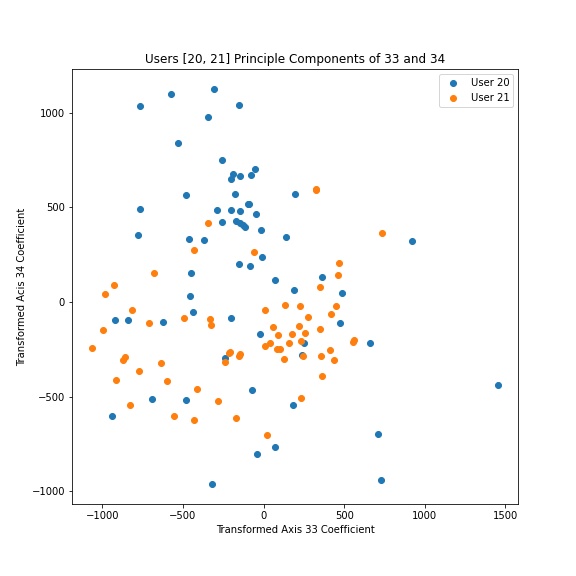 Users [20, 21] Principle Components of 33 and 34
User 20
User 21
Transformed Acis 34 Coefficient
1000
500
0
−500
−1000
−1000
−500
0
500
1000
1500
Transformed Axis 33 Coefficient